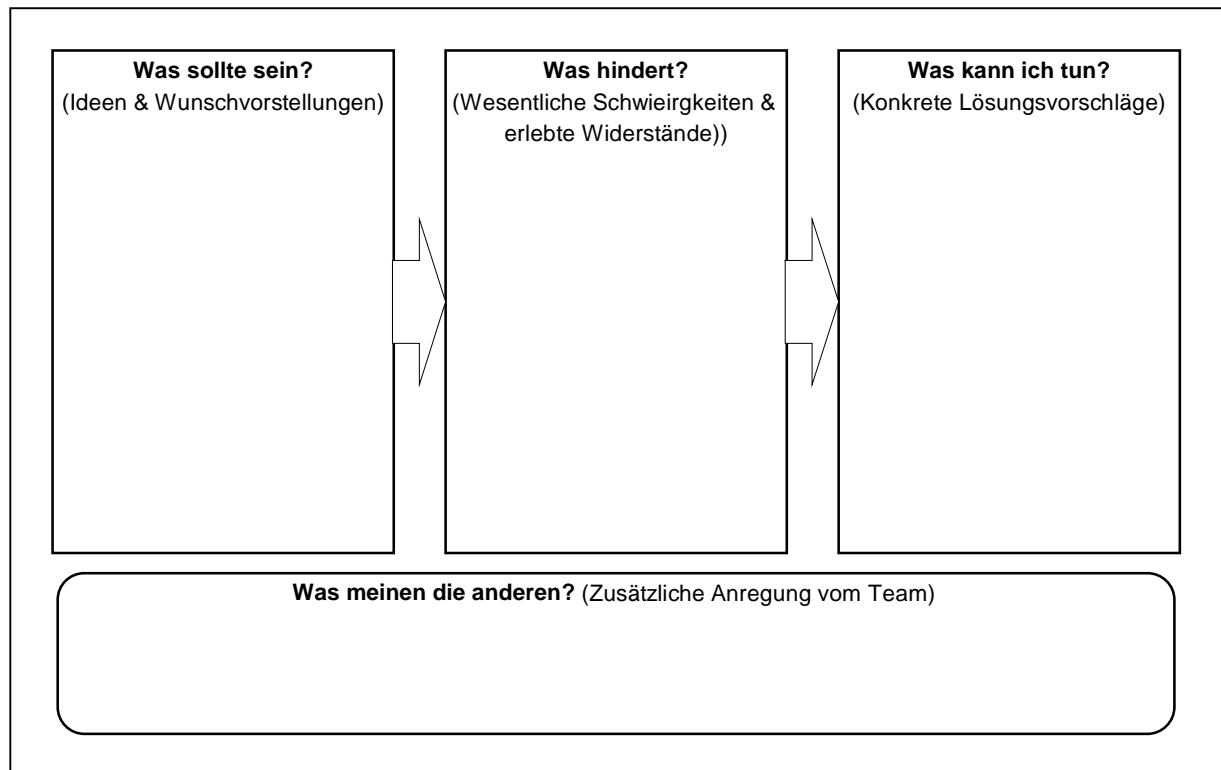 Was sollte sein?
(Ideen & Wunschvorstellungen)
Was hindert?
(Wesentliche Schwieirgkeiten &
erlebte Widerstände))
Was kann ich tun?
(Konkrete Lösungsvorschläge)
Was meinen die anderen? (Zusätzliche Anregung vom Team)